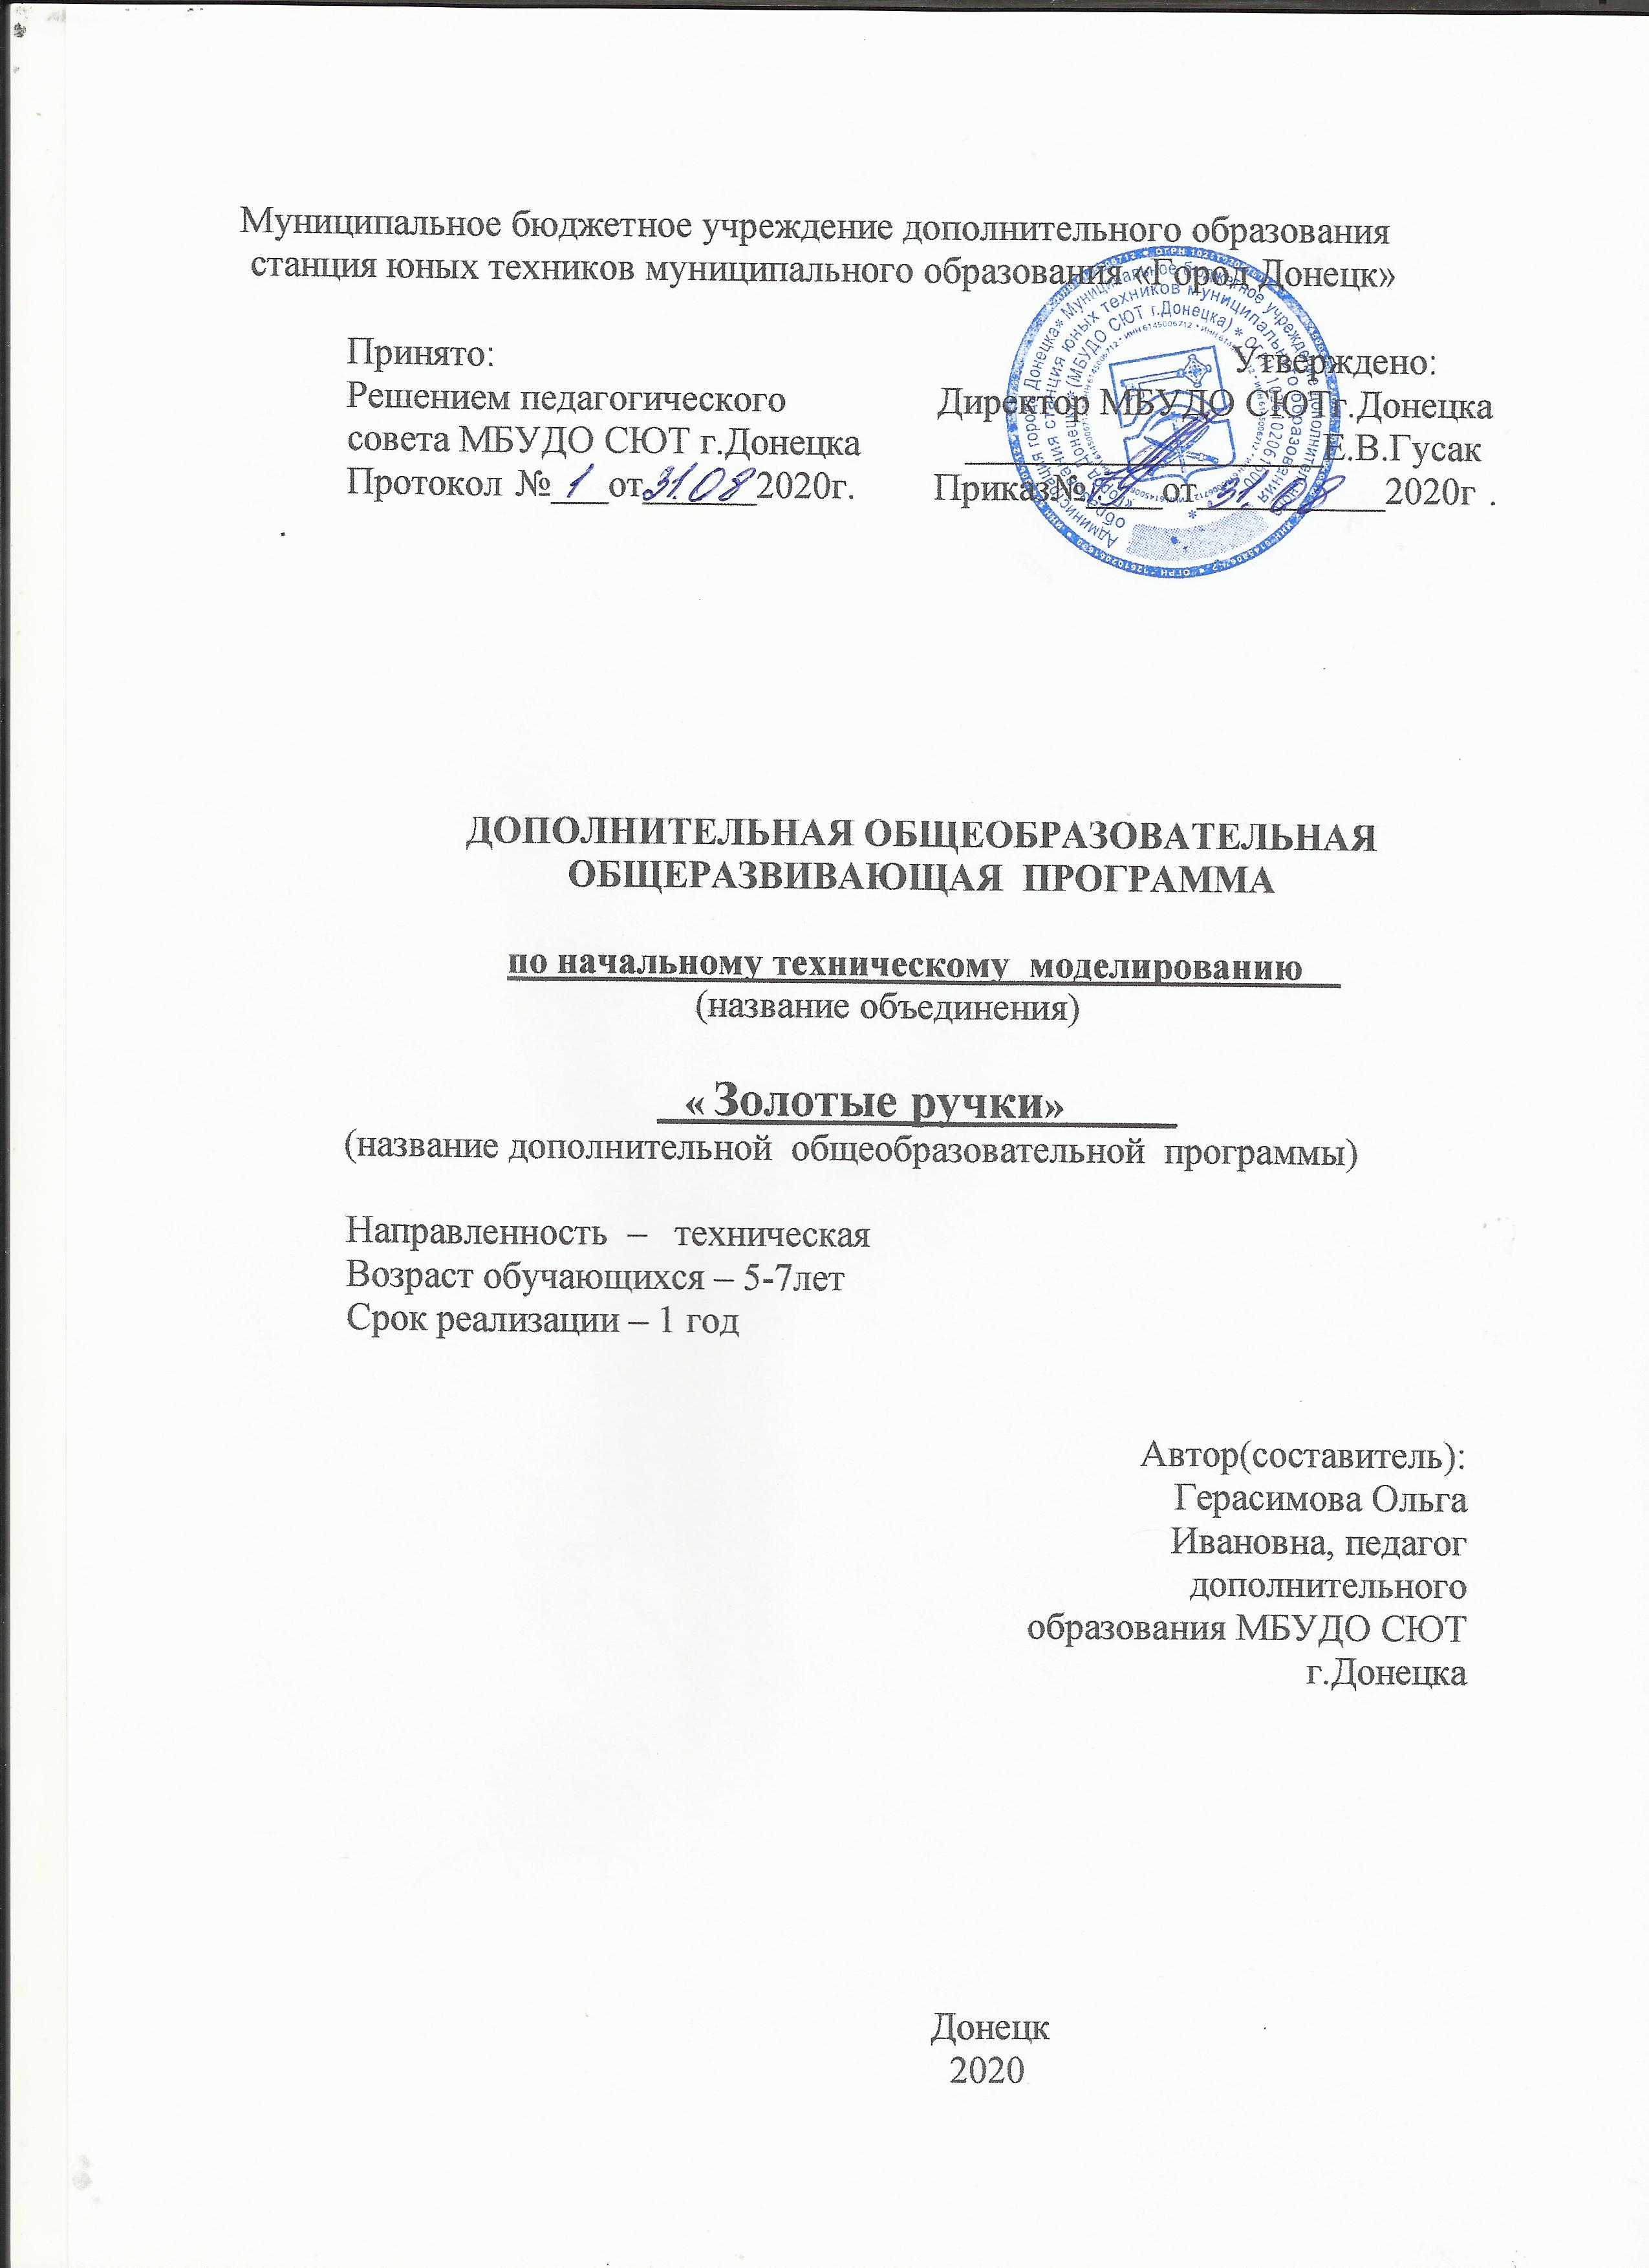 Муниципальное бюджетное учреждение дополнительного образования
станция юных техников муниципального образования «Город Донецк»
Принято:
Решением педагогического
совета МБУДО СЮТ г.Донецка
Протокол № 1 от 31.08 2020г.
Утверждено:
Директор МБУДО СЮТ г.Донецка
Е.В.Гусак
Приказ№ от 31. 08 2020г .
ДОПОЛНИТЕЛЬНАЯ ОБЩЕОБРАЗОВАТЕЛЬНАЯ
ОБЩЕРАЗВИВАЮЩАЯ ПРОГРАММА
по начальному техническому моделированию
(название объединения)
« Золотые ручки»
(название дополнительной общеобразовательной программы)
Направленность – техническая
Возраст обучающихся – 5-7лет
Срок реализации – 1 год
Автор(составитель):
Герасимова Ольга
Ивановна, педагог
дополнительного
образования МБУДО СЮТ
г.Донецка
Донецк
2020